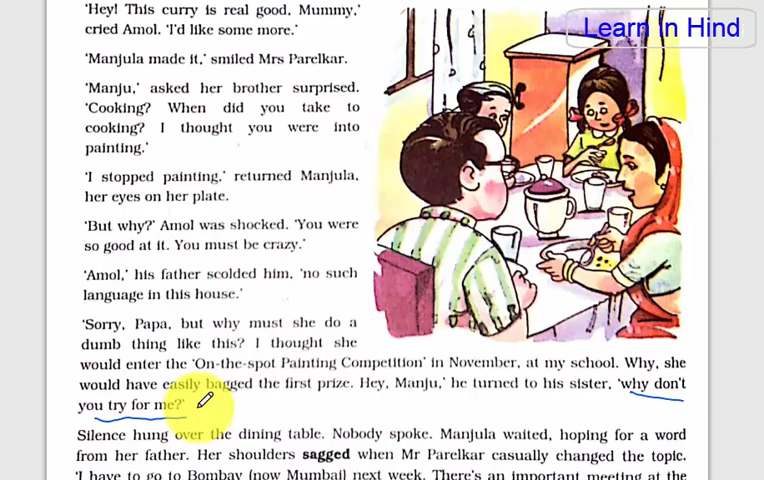 'Hey! This curry is real good, Mummy,'
cried Amol. 'I'd like some more.'
Learn In Hind
'Manjula made it,' smiled Mrs Parelkar.
'Manju,' asked her brother surprised.
'Cooking? When did you take to
cooking? I thought you were into
painting.'
'I stopped painting,' returned Manjula,
her eyes on her plate.
'But why?' Amol was shocked. 'You were
so good at it. You must be crazy.'
'Amol,' his father scolded him, 'no such
language in this house.'
'Sorry, Papa, but why must she do a
dumb thing like this? I thought she
would enter the 'On-the-spot Painting Competition' in November, at my school. Why, she
would have easily bagged the first prize. Hey, Manju,' he turned to his sister, 'why don't
you try for me?'
Silence hung over the dining table. Nobody spoke. Manjula waited, hoping for a word
from her father. Her shoulders sagged when Mr Parelkar casually changed the topic.
'I have to go to Bombay (now Mumbai) next week. There's an important meeting at the